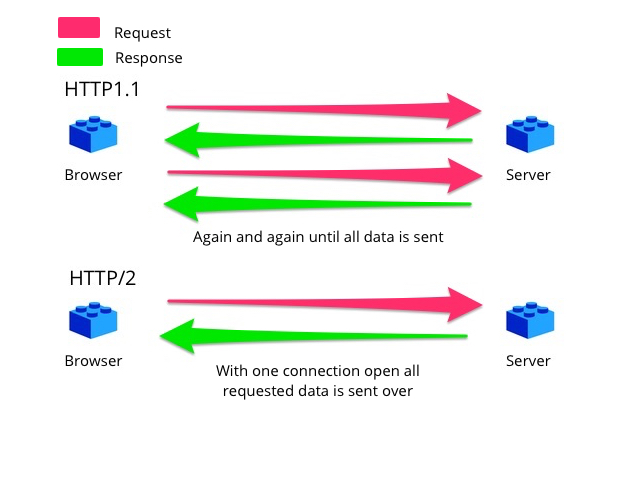 Request
Response
HTTP1.1
Browser
Server
Again and again until all data is sent
HTTP/2
Browser
Server
With one connection open all
requested data is sent over